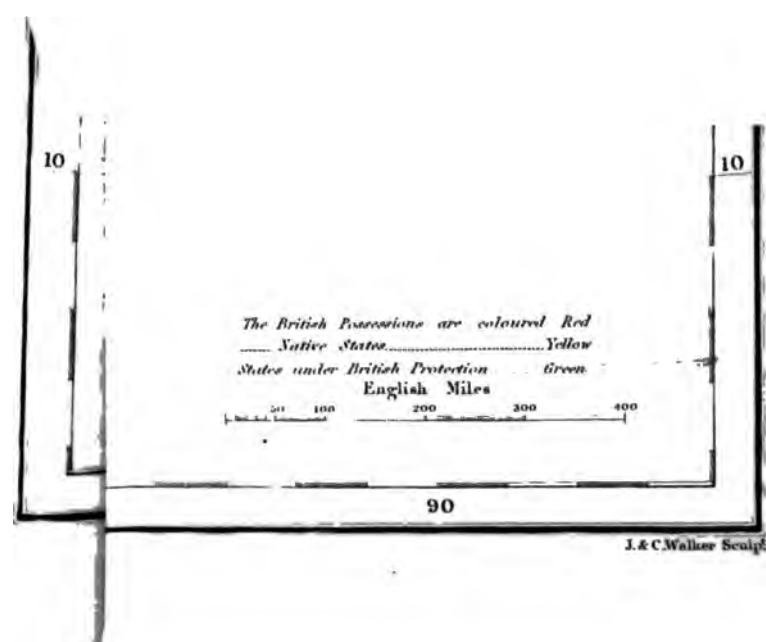 10
10
The British Possessions are coloured Red
Native States Yellow
States under British Protection Green
English Miles
50 100 200 300 400
90
J. & C. Walker Sculpt